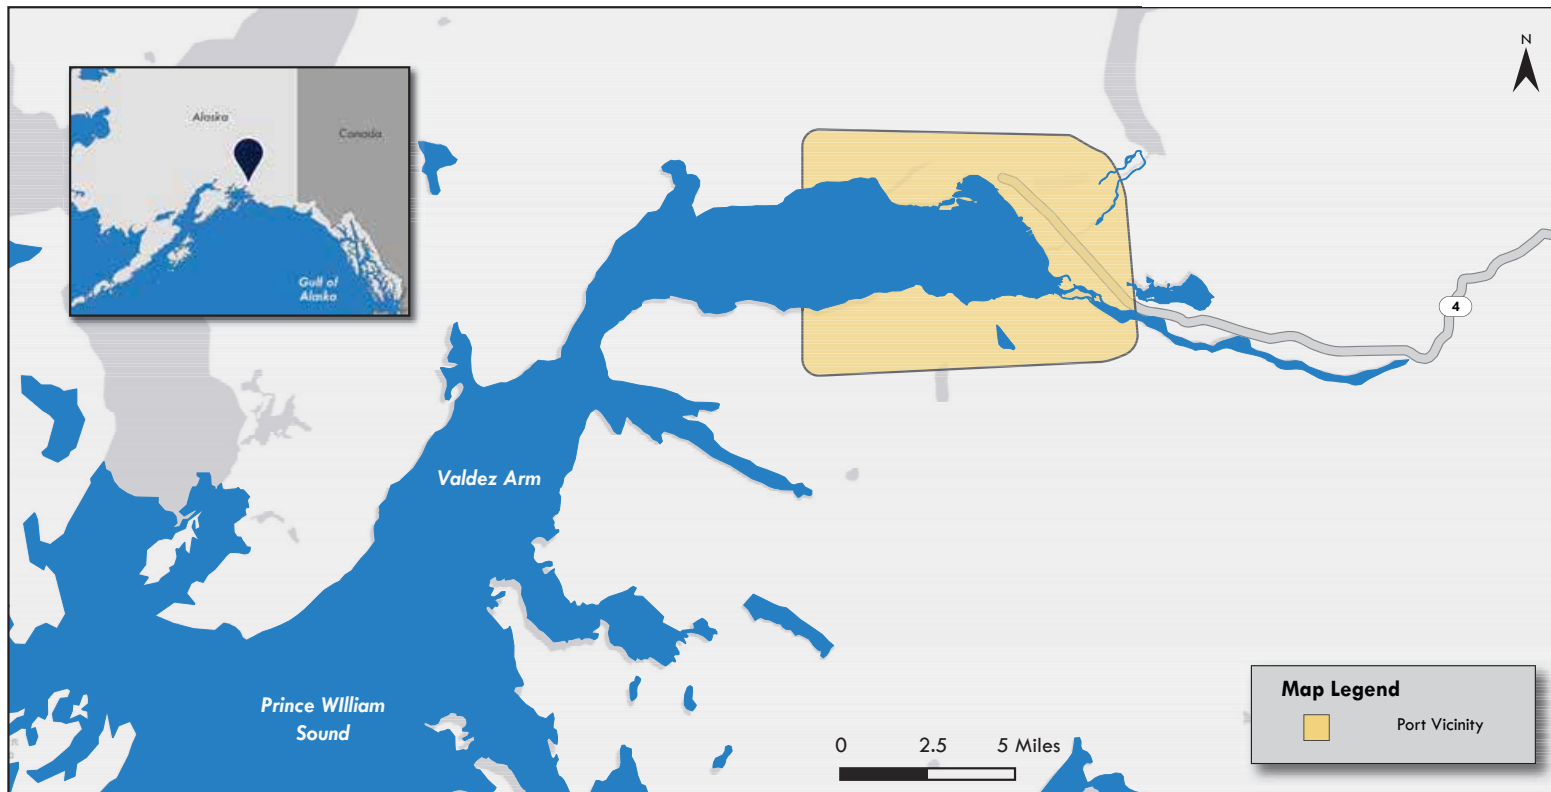 N
Alaska
Canada
Gulf of
Alaska
4
Valdez Arm
Prince WIlliam
Sound
0 2.5 5 Miles
Map Legend
Port Vicinity